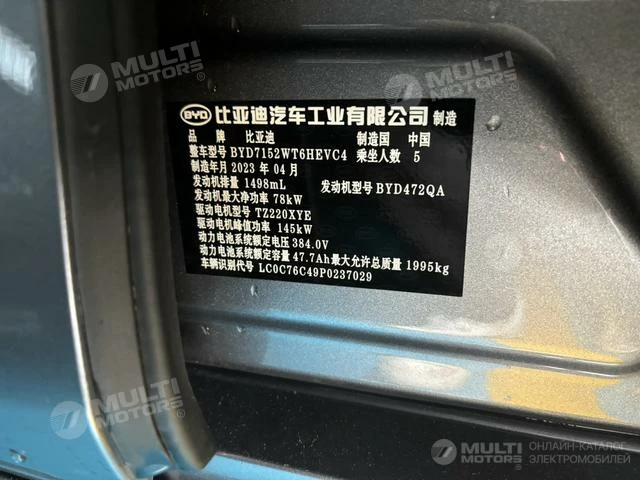 MULTI MOTORS
MULTI MOTORS
MULTI MOTORS
BYD 比亚迪汽车工业有限公司 制造
品 牌 比亚迪 制造国 中国
整车型号 BYD7152WT6HEVC4 乘坐人数 5
制造年月 2023 年 04 月
发动机排量 1498mL 发动机型号 BYD472QA
发动机最大净功率 78kW
驱动电机型号 TZ220XYE
驱动电机峰值功率 145kW
动力电池系统额定电压 384.0V
动力电池系统额定容量 47.7Ah 最大允许总质量 1995kg
车辆识别代号 LC0C76C49P0237029
MULTI MOTORS
MULTI MOTORS
MULTI MOTORS ОНЛАЙН-КАТАЛОГ
ЭЛЕКТРОМОБИЛЕЙ